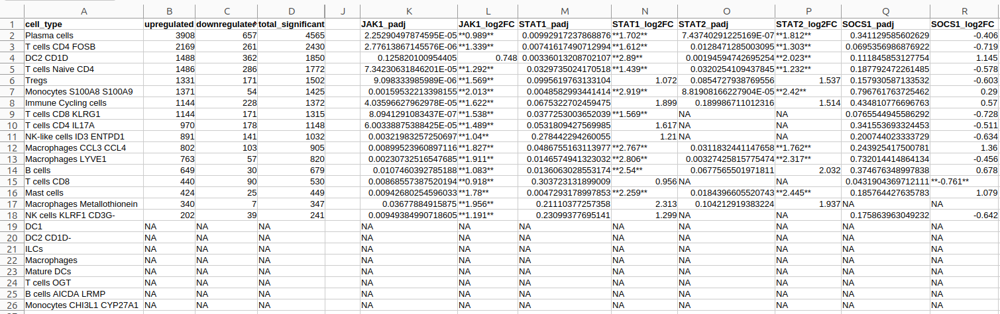 A B C D J K L M N O P Q R
1 cell_type upregulated downregulate total_significant JAK1_padj JAK1_log2FC STAT1_padj STAT1_log2FC STAT2_padj STAT2_log2FC SOCS1_padj SOCS1_log2FC
2 Plasma cells 3908 657 4565 2.25290497874595E-05 **0.989** 0.00992917237868876 **1.702** 7.43740291225169E-07 **1.812** 0.341129585602629 -0.406
3 T cells CD4 FOSB 2169 261 2430 2.77613867145576E-06 **1.339** 0.00741617490712994 **1.612** 0.0128471285003095 **1.303** 0.0695356986876922 -0.719
4 DC2 CD1D 1488 362 1850 0.125820100954405 0.748 0.00336013208702107 **2.89** 0.00194594742695254 **2.023** 0.111845853127754 1.145
5 T cells Naive CD4 1486 286 1772 7.34230631846201E-05 **1.292** 0.0329735024170518 **1.439** 0.0320254109437845 **1.232** 0.187792472261485 -0.578
6 Tregs 1331 171 1502 9.098333985989E-06 **1.569** 0.0995619763133104 1.072 0.0854727938769556 1.537 0.157930587133532 -0.603
7 Monocytes S100A8 S100A9 1371 54 1425 0.00159532213398155 **2.013** 0.0048582993441414 **2.919** 8.81908166227904E-05 **2.42** 0.796761763725462 0.29
8 Immune Cycling cells 1144 228 1372 4.03596627962978E-05 **1.622** 0.0675322702459475 1.899 0.189986711012316 1.514 0.434810776696763 0.57
9 T cells CD8 KLRG1 1144 171 1315 8.0941291083437E-07 **1.538** 0.0377253003652039 **1.569** NA NA 0.0765544945586292 -0.728
10 T cells CD4 IL17A 970 178 1148 6.00338875388425E-05 **1.489** 0.0531809427569985 1.617 NA NA 0.341553693324453 -0.511
11 NK-like cells ID3 ENTPD1 891 141 1032 0.00321983257250697 **1.04** 0.278442294260055 1.21 NA NA 0.200744023333729 -0.634
12 Macrophages CCL3 CCL4 802 103 905 0.00899523960897116 **1.827** 0.0486755163113977 **2.767** 0.0311832441147658 **1.762** 0.243925417500781 1.36
13 Macrophages LYVE1 763 57 820 0.00230732516547685 **1.911** 0.0146574941323032 **2.806** 0.00327425815775474 **2.317** 0.732014414864134 -0.456
14 B cells 649 30 679 0.0107460392785188 **1.083** 0.0136063028553174 **2.54** 0.0677565501971811 2.032 0.374676348997838 0.678
15 T cells CD8 440 90 530 0.00868557387520194 **0.918** 0.303723131899009 0.956 NA NA 0.0431904369712111 **-0.761**
16 Mast cells 424 25 449 0.00942680254596033 **1.78** 0.0047293178997853 **2.259** 0.0184396605520743 **2.445** 0.185764427635783 1.079
17 Macrophages Metallothionein 340 7 347 0.03677884915875 **1.956** 0.21110377257358 2.313 0.104212919383224 1.937 NA NA
18 NK cells KLRF1 CD3G- 202 39 241 0.00949384990718605 **1.191** 0.23099377695141 1.299 NA NA 0.175863963049232 -0.642
19 DC1 NA NA NA NA NA NA NA NA NA NA NA
20 DC2 CD1D- NA NA NA NA NA NA NA NA NA NA NA
21 ILCs NA NA NA NA NA NA NA NA NA NA NA
22 Macrophages NA NA NA NA NA NA NA NA NA NA NA
23 Mature DCs NA NA NA NA NA NA NA NA NA NA NA
24 T cells OGT NA NA NA NA NA NA NA NA NA NA NA
25 B cells AICDA LRMP NA NA NA NA NA NA NA NA NA NA NA
26 Monocytes CHI3L1 CYP27A1 NA NA NA NA NA NA NA NA NA NA NA